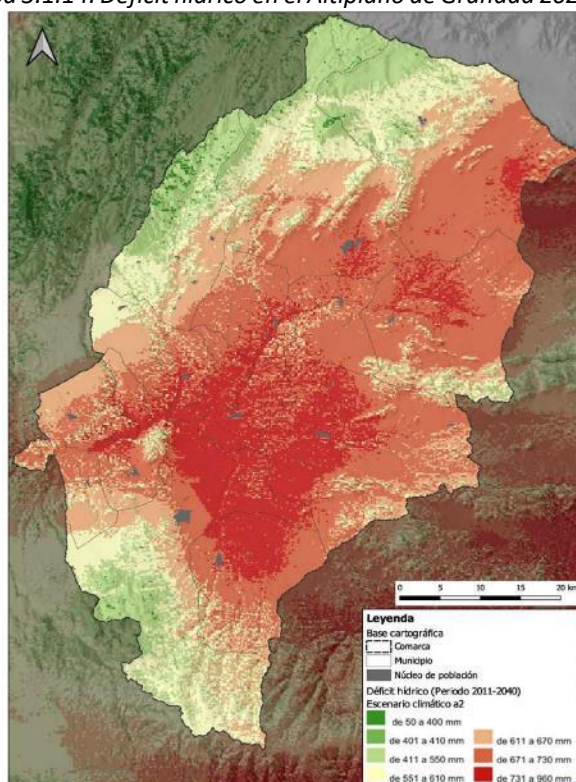 Déficit hídrico en el Altiplano de Granada 202
0 5 10 15 20 km
Leyenda
Base cartográfica
Comarca
Municipio
Núcleo de población
Déficit hídrico (Periodo 2011-2040)
Escenario climático a2
de 50 a 400 mm
de 401 a 410 mm
de 411 a 550 mm
de 551 a 610 mm
de 611 a 670 mm
de 671 a 730 mm
de 731 a 960 mm